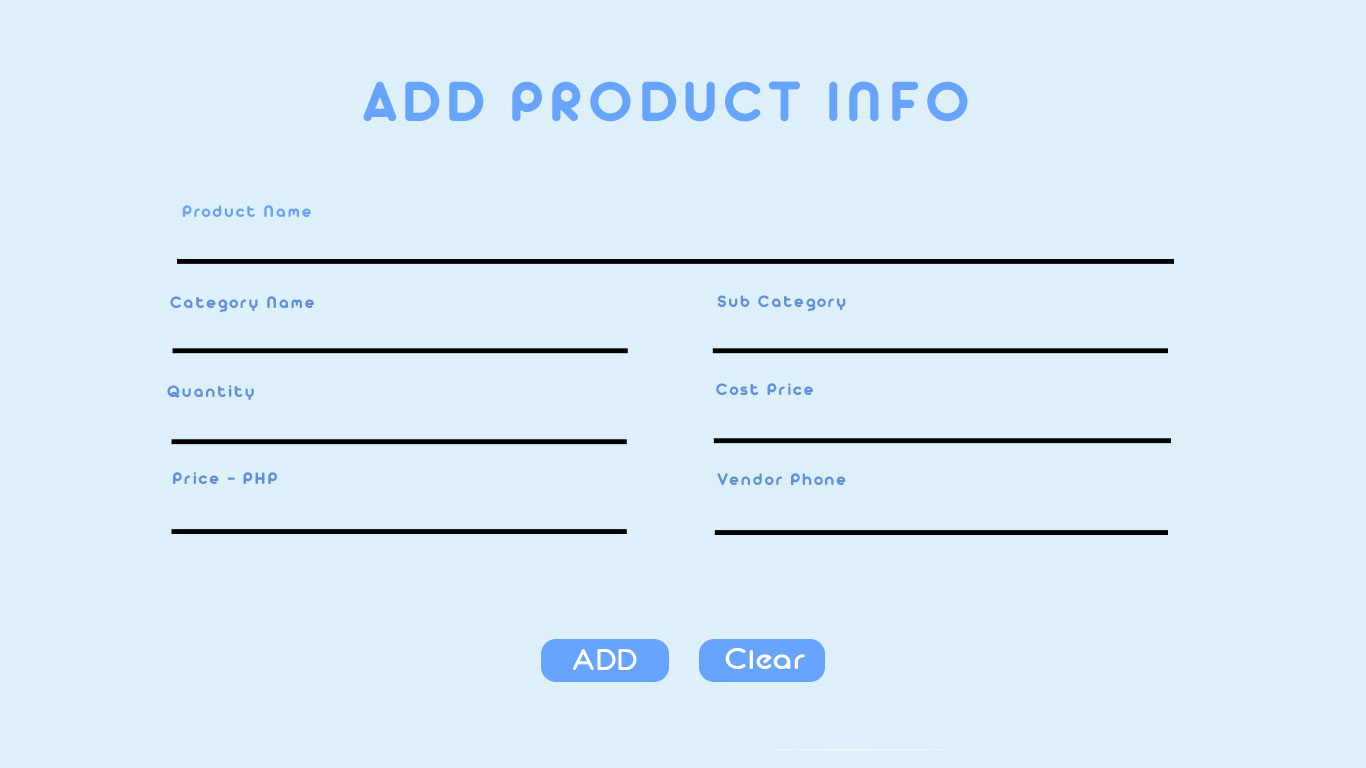 ADD PRODUCT INFO
Product Name
Category Name
Sub Category
Quantity
Cost Price
Price - PHP
Vendor Phone
ADD
Clear